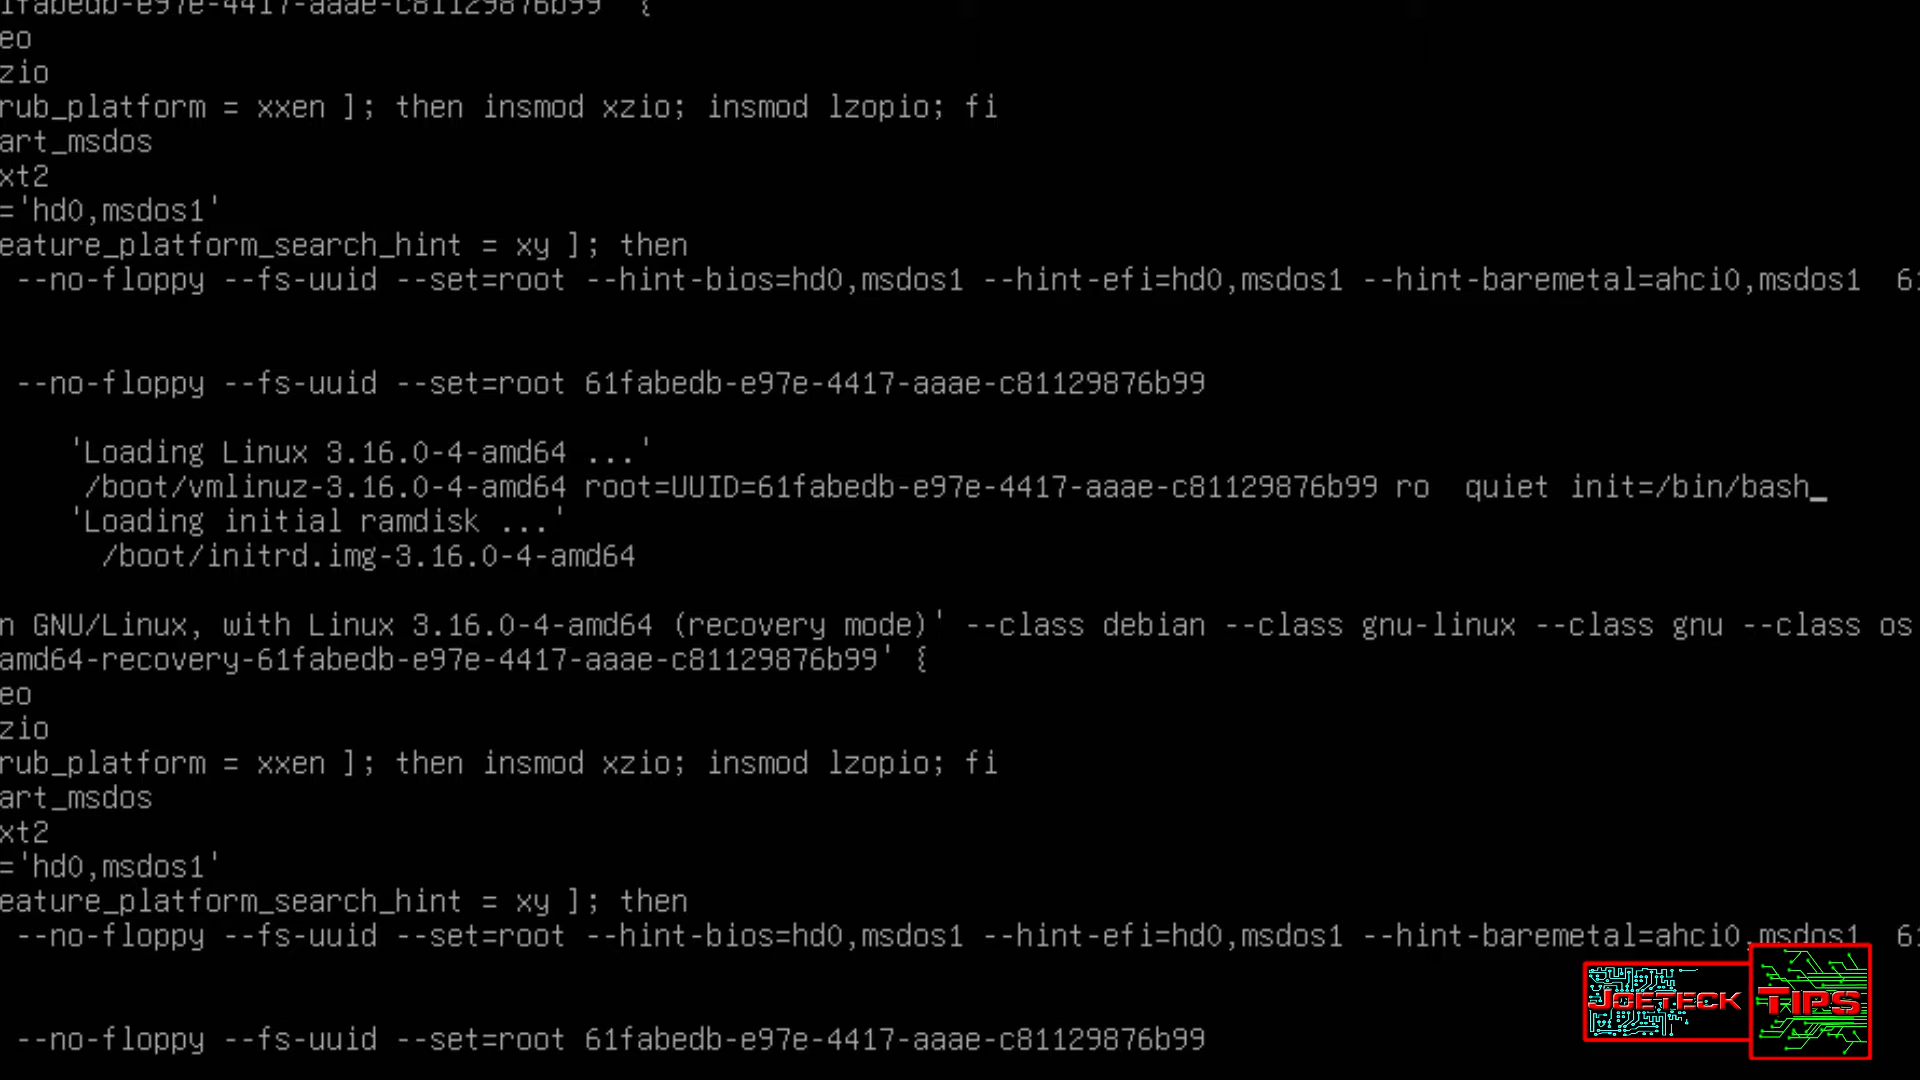 1fabedb-e97e-4417-aaae-c81129876b99' {
eo
zio
rub_platform = xxen ]; then insmod xzio; insmod lzopio; fi
art_msdos
xt2
='hd0,msdos1'
eature_platform_search_hint = xy ]; then
--no-floppy --fs-uuid --set=root --hint-bios=hd0,msdos1 --hint-efi=hd0,msdos1 --hint-baremetal=ahci0,msdos1  61
--no-floppy --fs-uuid --set=root 61fabedb-e97e-4417-aaae-c81129876b99
'Loading Linux 3.16.0-4-amd64 ...'
/boot/vmlinuz-3.16.0-4-amd64 root=UUID=61fabedb-e97e-4417-aaae-c81129876b99 ro  quiet init=/bin/bash_
'Loading initial ramdisk ...'
/boot/initrd.img-3.16.0-4-amd64
n GNU/Linux, with Linux 3.16.0-4-amd64 (recovery mode)' --class debian --class gnu-linux --class gnu --class os
amd64-recovery-61fabedb-e97e-4417-aaae-c81129876b99' {
eo
zio
rub_platform = xxen ]; then insmod xzio; insmod lzopio; fi
art_msdos
xt2
='hd0,msdos1'
eature_platform_search_hint = xy ]; then
--no-floppy --fs-uuid --set=root --hint-bios=hd0,msdos1 --hint-efi=hd0,msdos1 --hint-baremetal=ahci0,msdos1  61
--no-floppy --fs-uuid --set=root 61fabedb-e97e-4417-aaae-c81129876b99
JOETECK TIPS